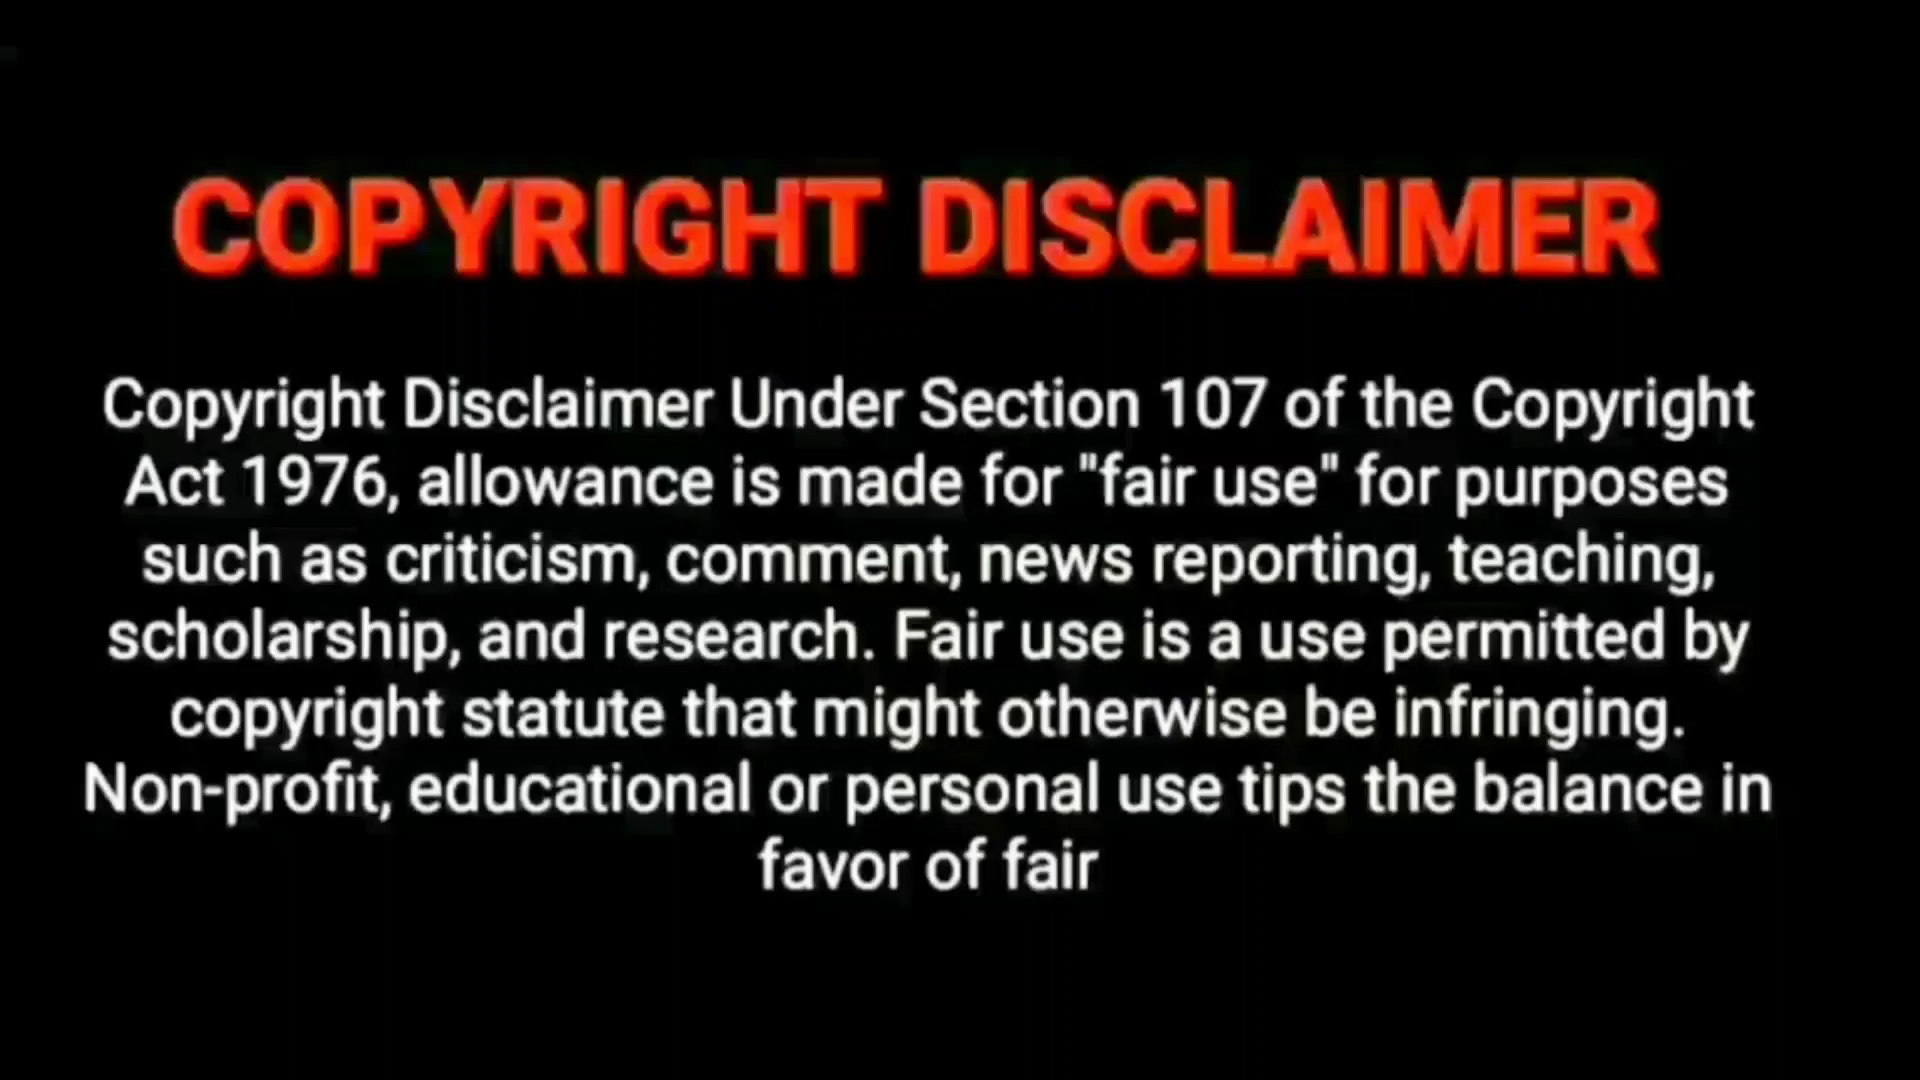 COPYRIGHT DISCLAIMER
Copyright Disclaimer Under Section 107 of the Copyright
Act 1976, allowance is made for "fair use" for purposes
such as criticism, comment, news reporting, teaching,
scholarship, and research. Fair use is a use permitted by
copyright statute that might otherwise be infringing.
Non-profit, educational or personal use tips the balance in
favor of fair